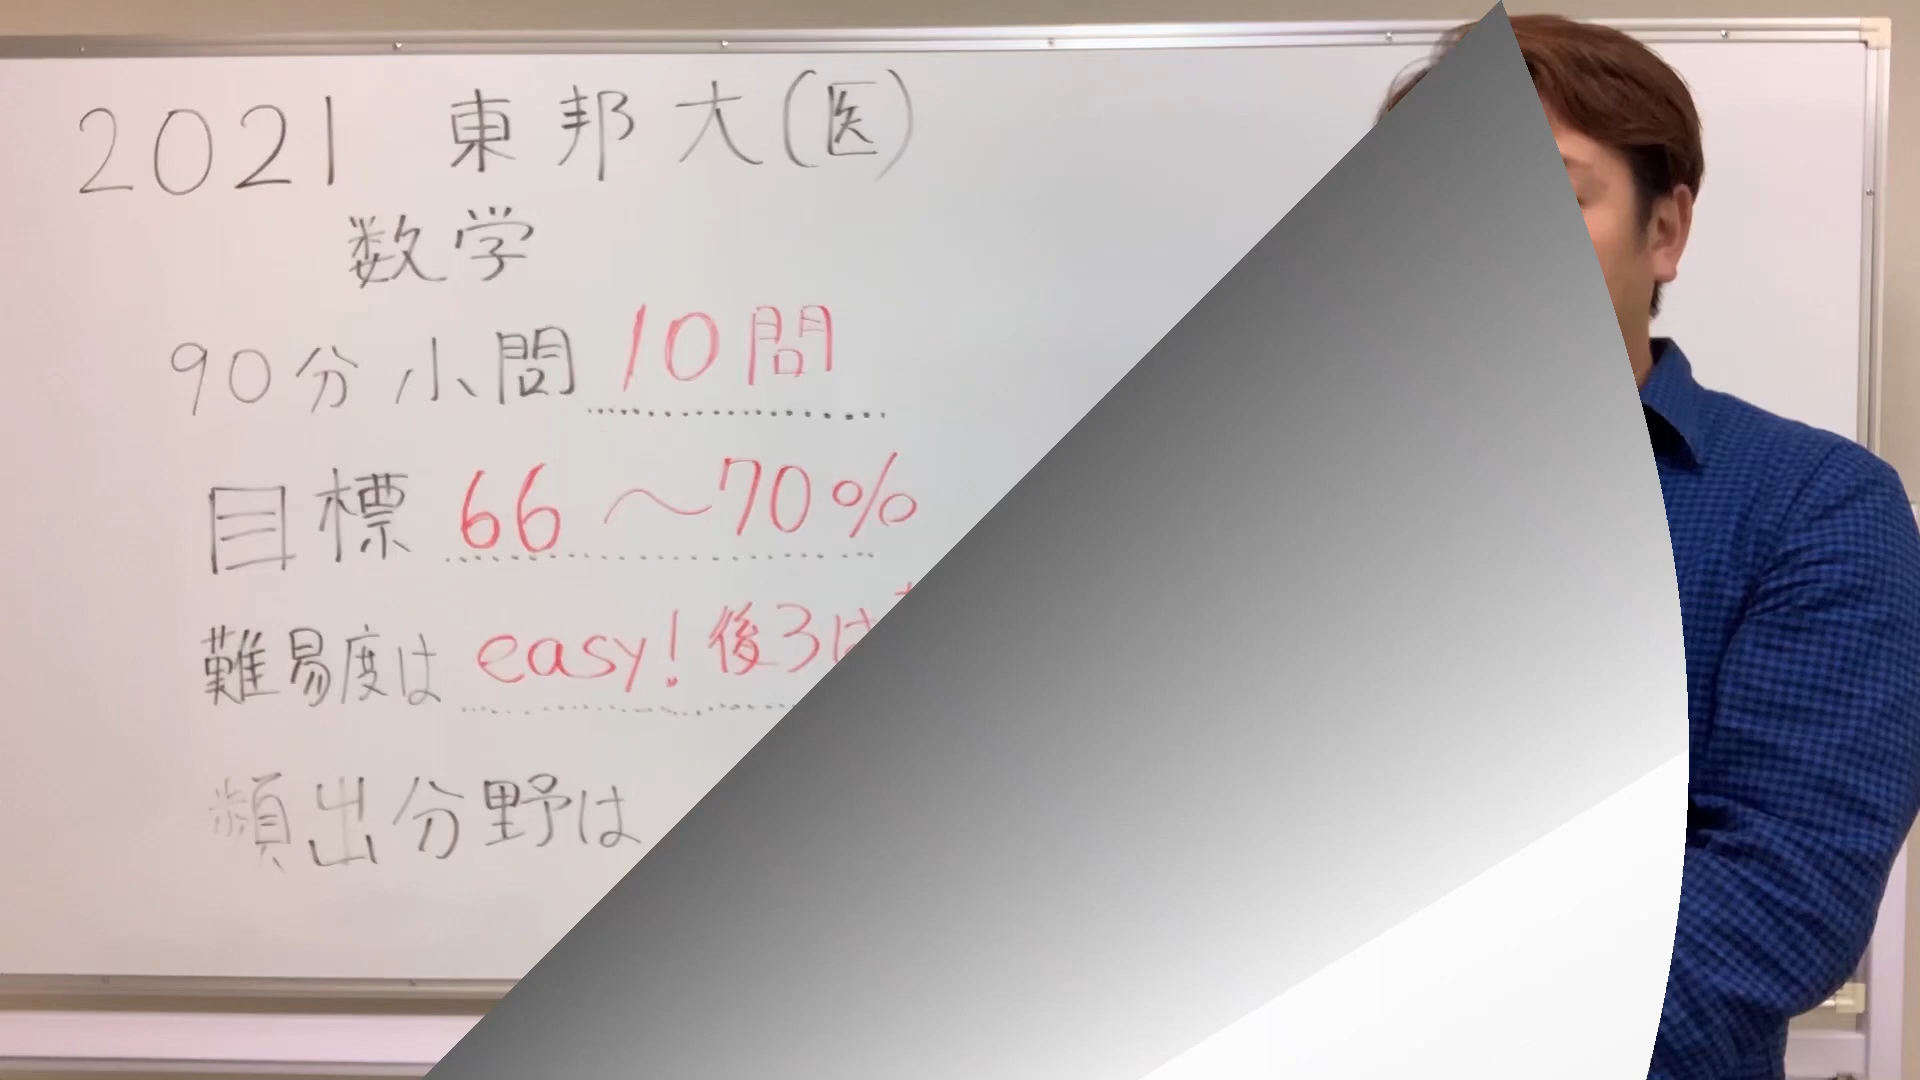 2021 東邦大(医)
数学
90分小問 10問
目標 66~70%
難易度は easy!後3は
頻出分野は